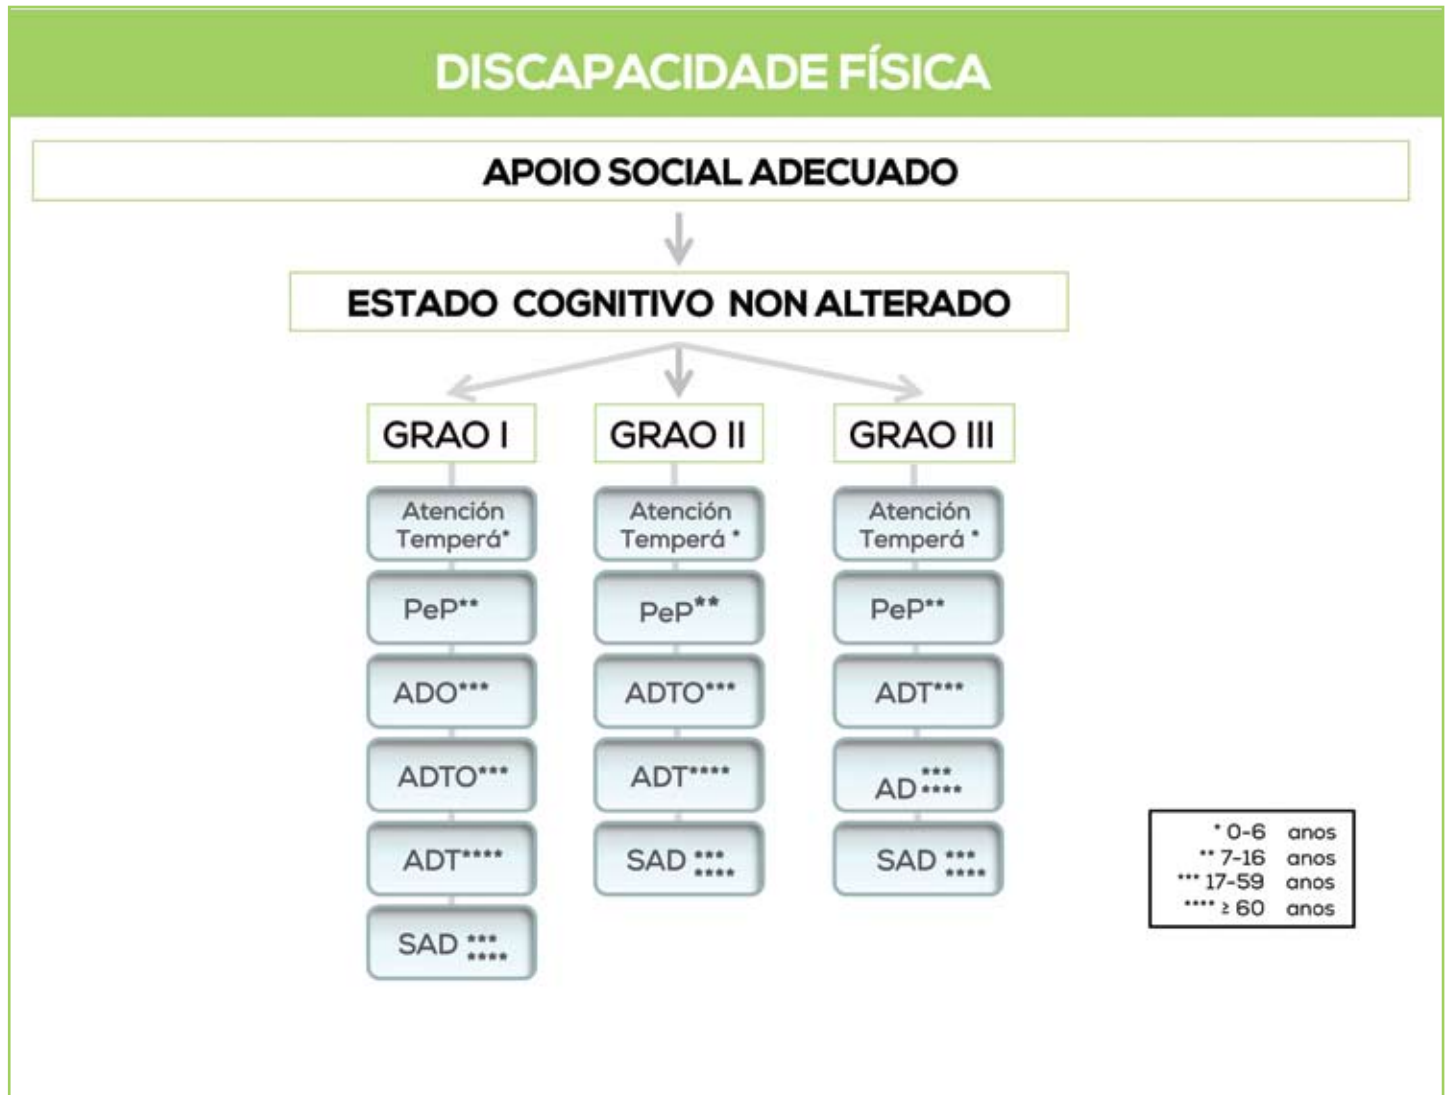 DISCAPACIDADE FÍSICA
APOIO SOCIAL ADECUADO
ESTADO COGNITIVO NON ALTERADO
GRAO I
Atención
Temperá*
PeP**
ADO***
ADTO***
ADT****
SAD ***
****
GRAO II
Atención
Temperá *
PeP**
ADTO***
ADT****
SAD ***
****
GRAO III
Atención
Temperá *
PeP**
ADT***
AD ***
****
SAD ***
****
* 0-6 anos
** 7-16 anos
*** 17-59 anos
**** ≥ 60 anos